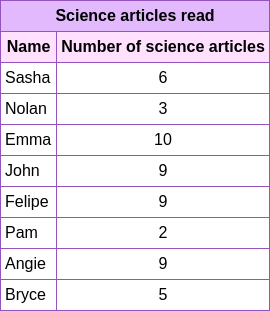 Science articles read
Name Number of science articles
Sasha 6
Nolan 3
Emma 10
John 9
Felipe 9
Pam 2
Angie 9
Bryce 5